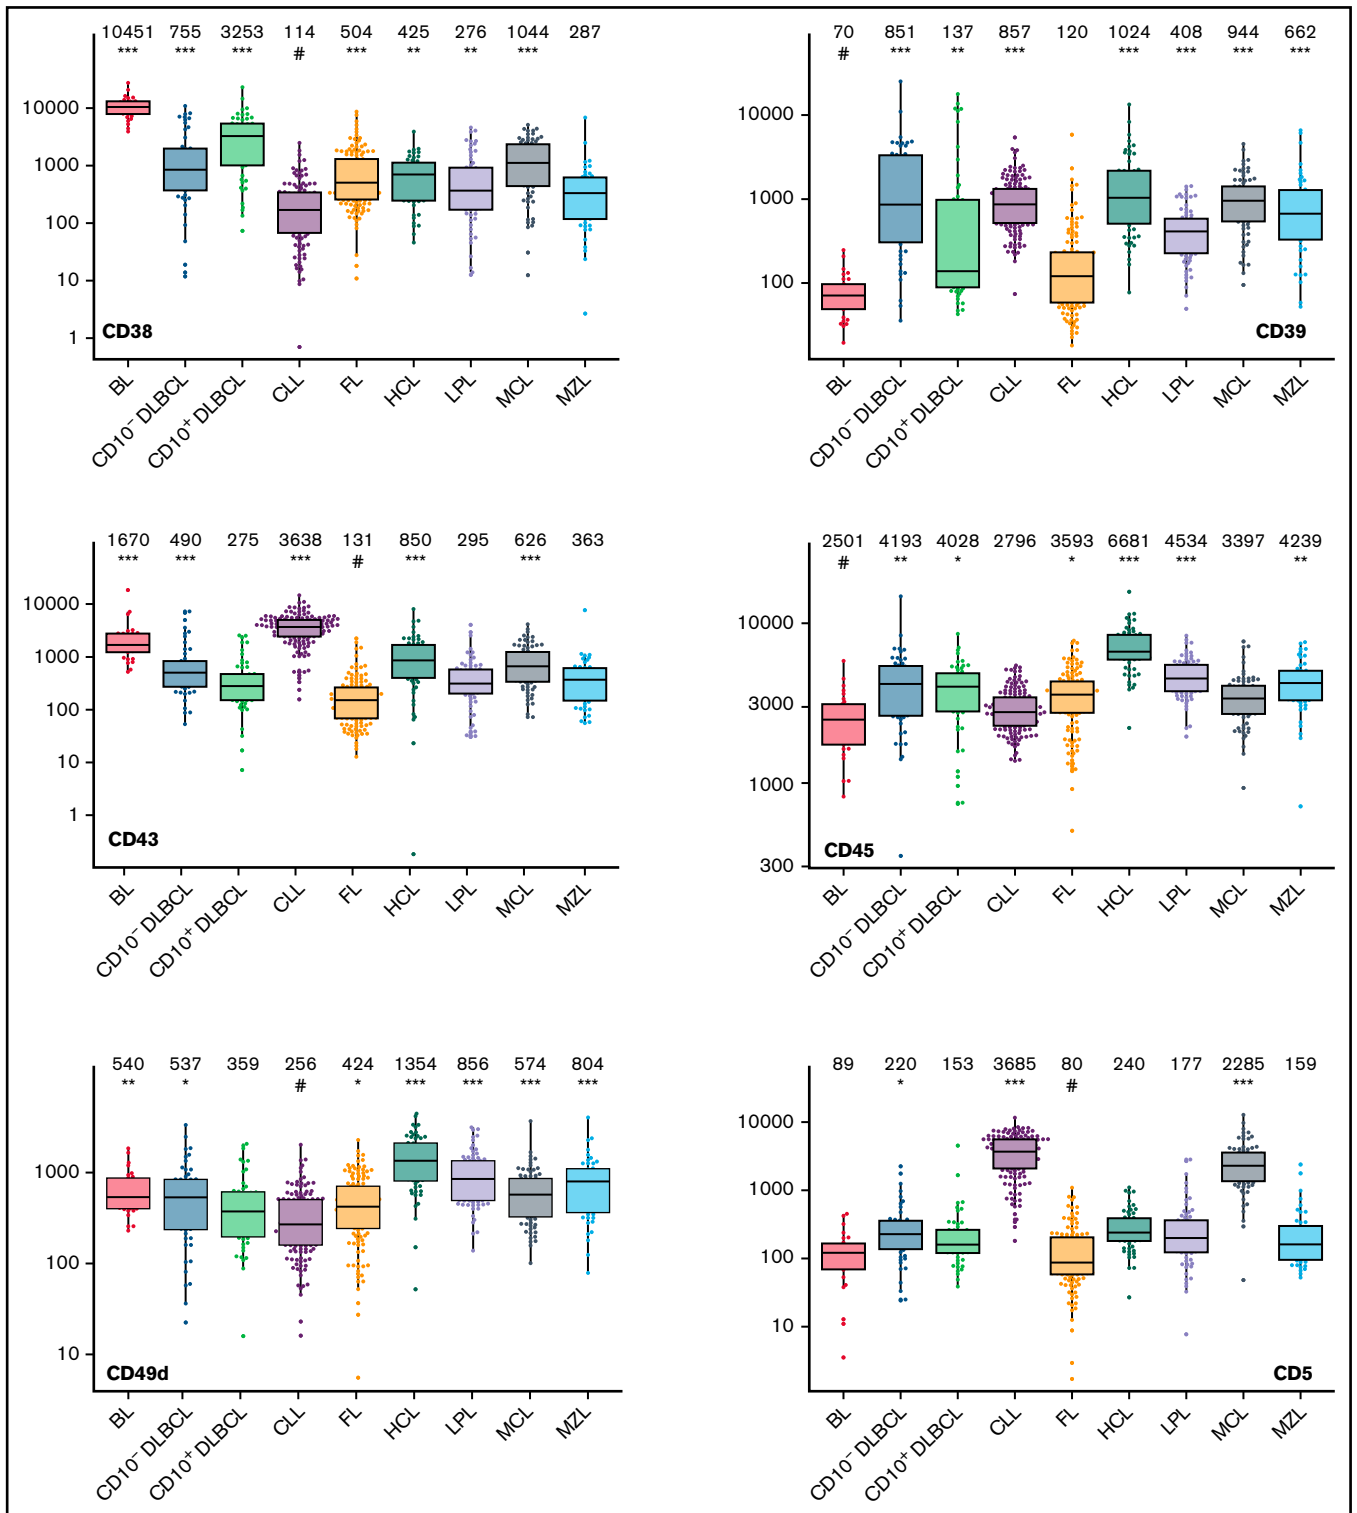 10451 755 3253 114 504 425 276 1044 287
*** *** *** # *** ** ** ***
10000
1000
100
10
1
CD38
BL CD10⁻ DLBCL CD10⁺ DLBCL CLL FL HCL LPL MCL MZL
70 851 137 857 120 1024 408 944 662
# *** ** *** *** *** *** ***
10000
1000
100
CD39
BL CD10⁻ DLBCL CD10⁺ DLBCL CLL FL HCL LPL MCL MZL
1670 490 275 3638 131 850 295 626 363
*** *** *** # *** ***
10000
1000
100
10
1
CD43
BL CD10⁻ DLBCL CD10⁺ DLBCL CLL FL HCL LPL MCL MZL
2501 4193 4028 2796 3593 6681 4534 3397 4239
# ** * * *** *** **
10000
3000
1000
300
CD45
BL CD10⁻ DLBCL CD10⁺ DLBCL CLL FL HCL LPL MCL MZL
540 537 359 256 424 1354 856 574 804
** * # * *** *** *** ***
1000
100
10
CD49d
BL CD10⁻ DLBCL CD10⁺ DLBCL CLL FL HCL LPL MCL MZL
89 220 153 3685 80 240 177 2285 159
* *** # ***
10000
1000
100
10
CD5
BL CD10⁻ DLBCL CD10⁺ DLBCL CLL FL HCL LPL MCL MZL